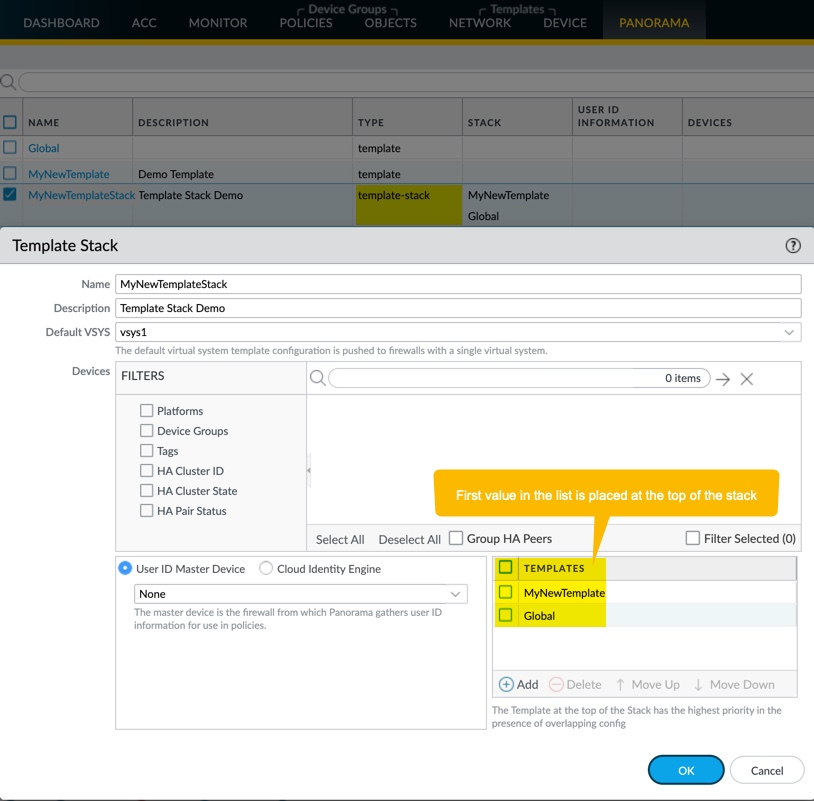 Device Groups
Templates
DASHBOARD ACC MONITOR POLICIES OBJECTS NETWORK DEVICE PANORAMA
NAME DESCRIPTION TYPE STACK USER ID INFORMATION DEVICES
Global template
MyNewTemplate Demo Template template
MyNewTemplateStack Template Stack Demo template-stack MyNewTemplate
Global
Template Stack ?
Name MyNewTemplateStack
Description Template Stack Demo
Default VSYS vsys1
The default virtual system template configuration is pushed to firewalls with a single virtual system.
Devices FILTERS 0 items
Platforms
Device Groups
Tags
HA Cluster ID
HA Cluster State
HA Pair Status
First value in the list is placed at the top of the stack
Select All Deselect All Group HA Peers Filter Selected (0)
User ID Master Device Cloud Identity Engine
None
The master device is the firewall from which Panorama gathers user ID
information for use in policies.
TEMPLATES
MyNewTemplate
Global
Add Delete Move Up Move Down
The Template at the top of the Stack has the highest priority in the
presence of overlapping config
OK Cancel